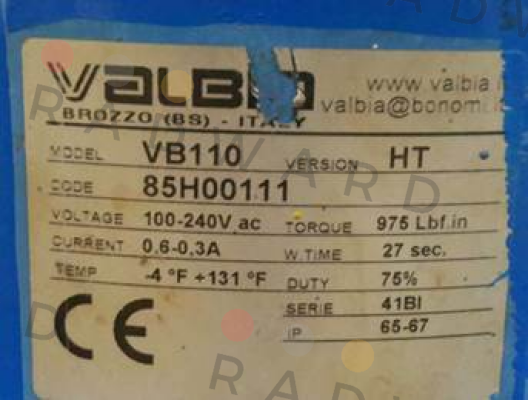 VALBIA
www.valbia.i
BROZZO (BS) - ITALY
valbia@bonomi.i
MODEL VB110 VERSION HT
CODE 85H00111
VOLTAGE 100-240V ac TORQUE 975 Lbf.in
CURRENT 0,6-0,3A W.TIME 27 sec.
TEMP -4 °F +131 °F DUTY 75%
SERIE 41BI
IP 65-67
CE